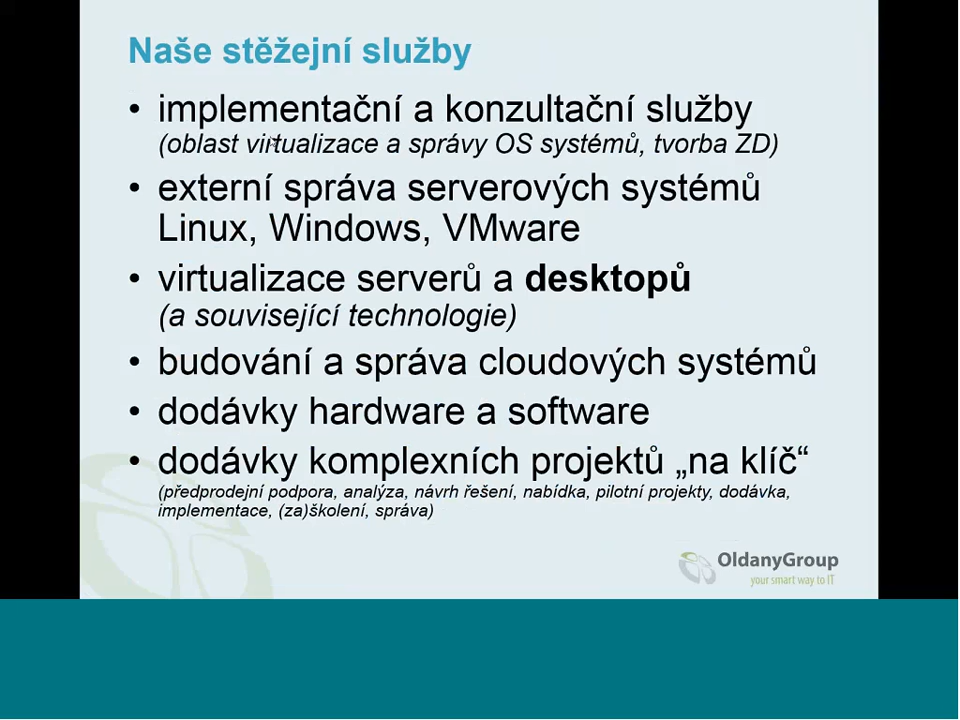 Naše stěžejní služby
• implementační a konzultační služby
(oblast virtualizace a správy OS systémů, tvorba ZD)
• externí správa serverových systémů
Linux, Windows, VMware
• virtualizace serverů a desktopů
(a související technologie)
• budování a správa cloudových systémů
• dodávky hardware a software
• dodávky komplexních projektů „na klíč“
(předprodejní podpora, analýza, návrh řešení, nabídka, pilotní projekty, dodávka,
implementace, (za)školení, správa)
OldanyGroup
your smart way to IT